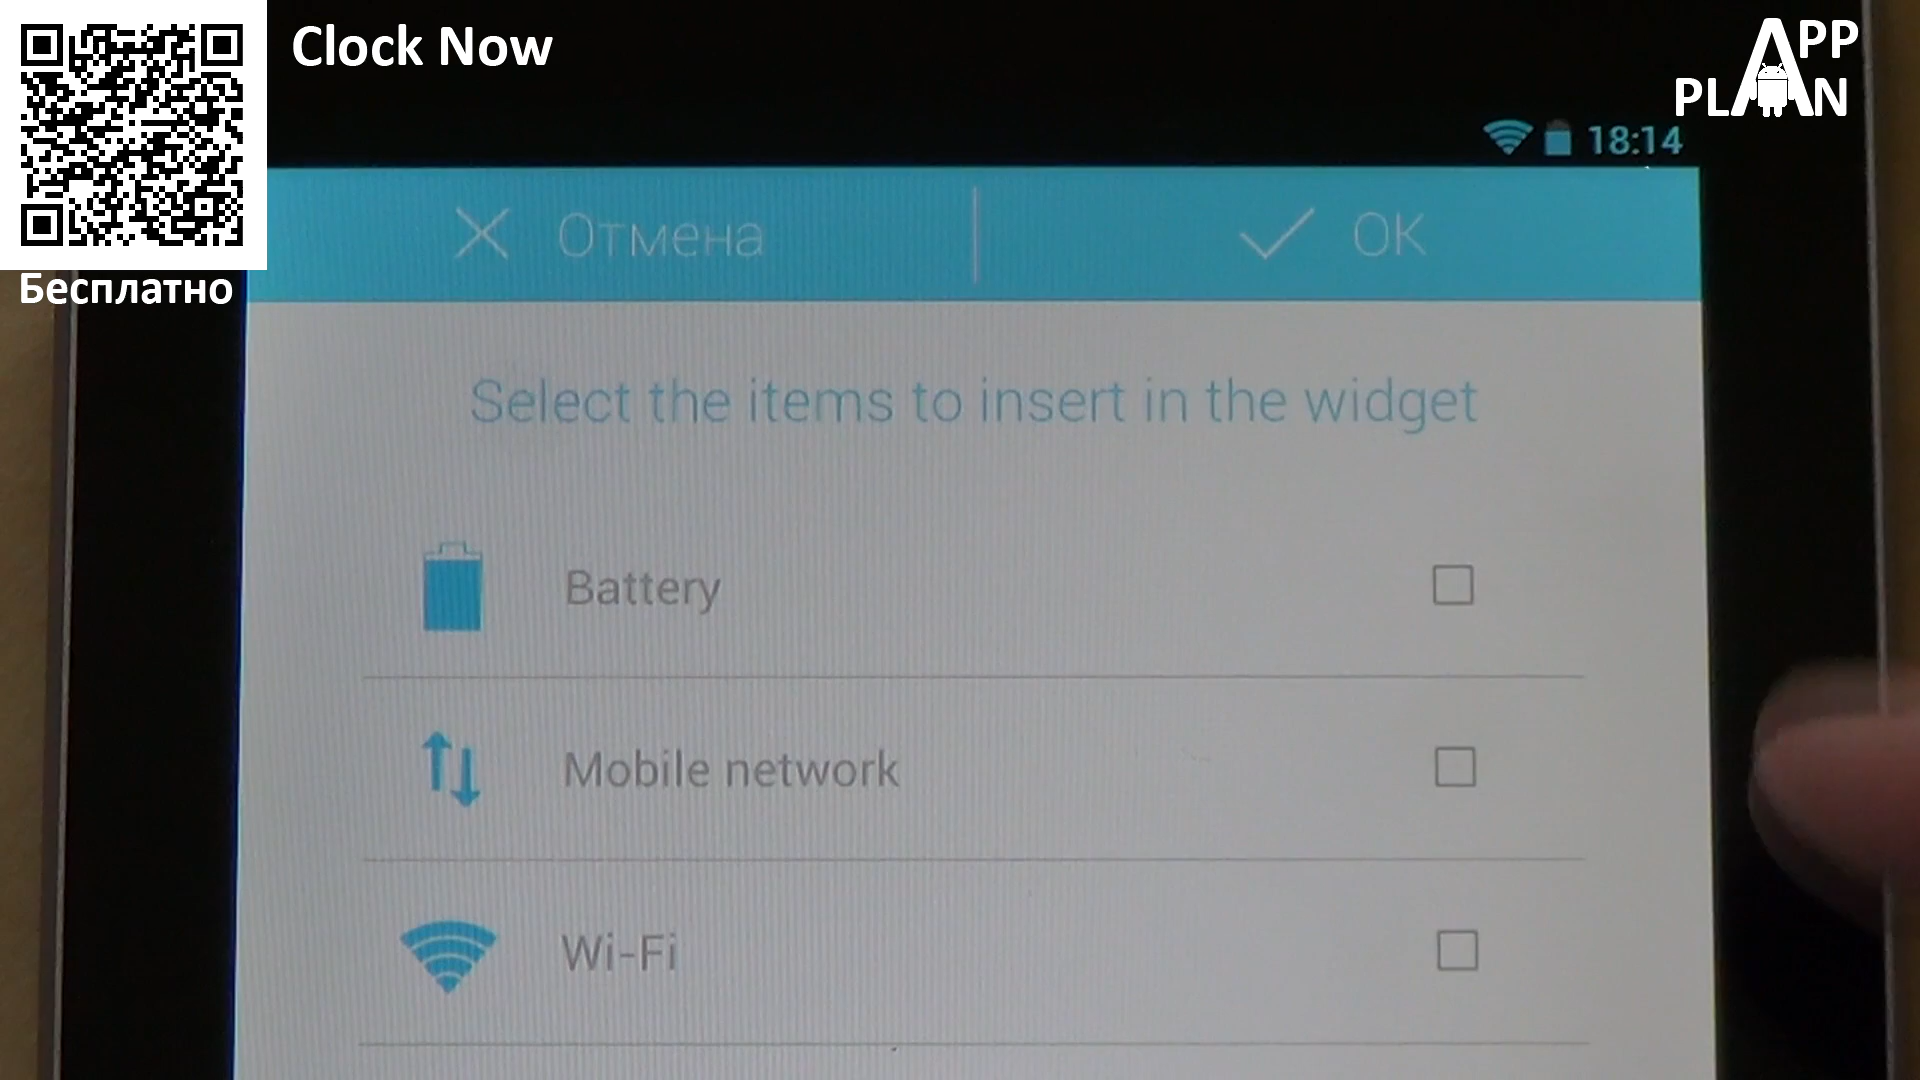 Clock Now
APP
PLAN
18:14
Бесплатно
Отмена
OK
Select the items to insert in the widget
Battery
Mobile network
Wi-Fi